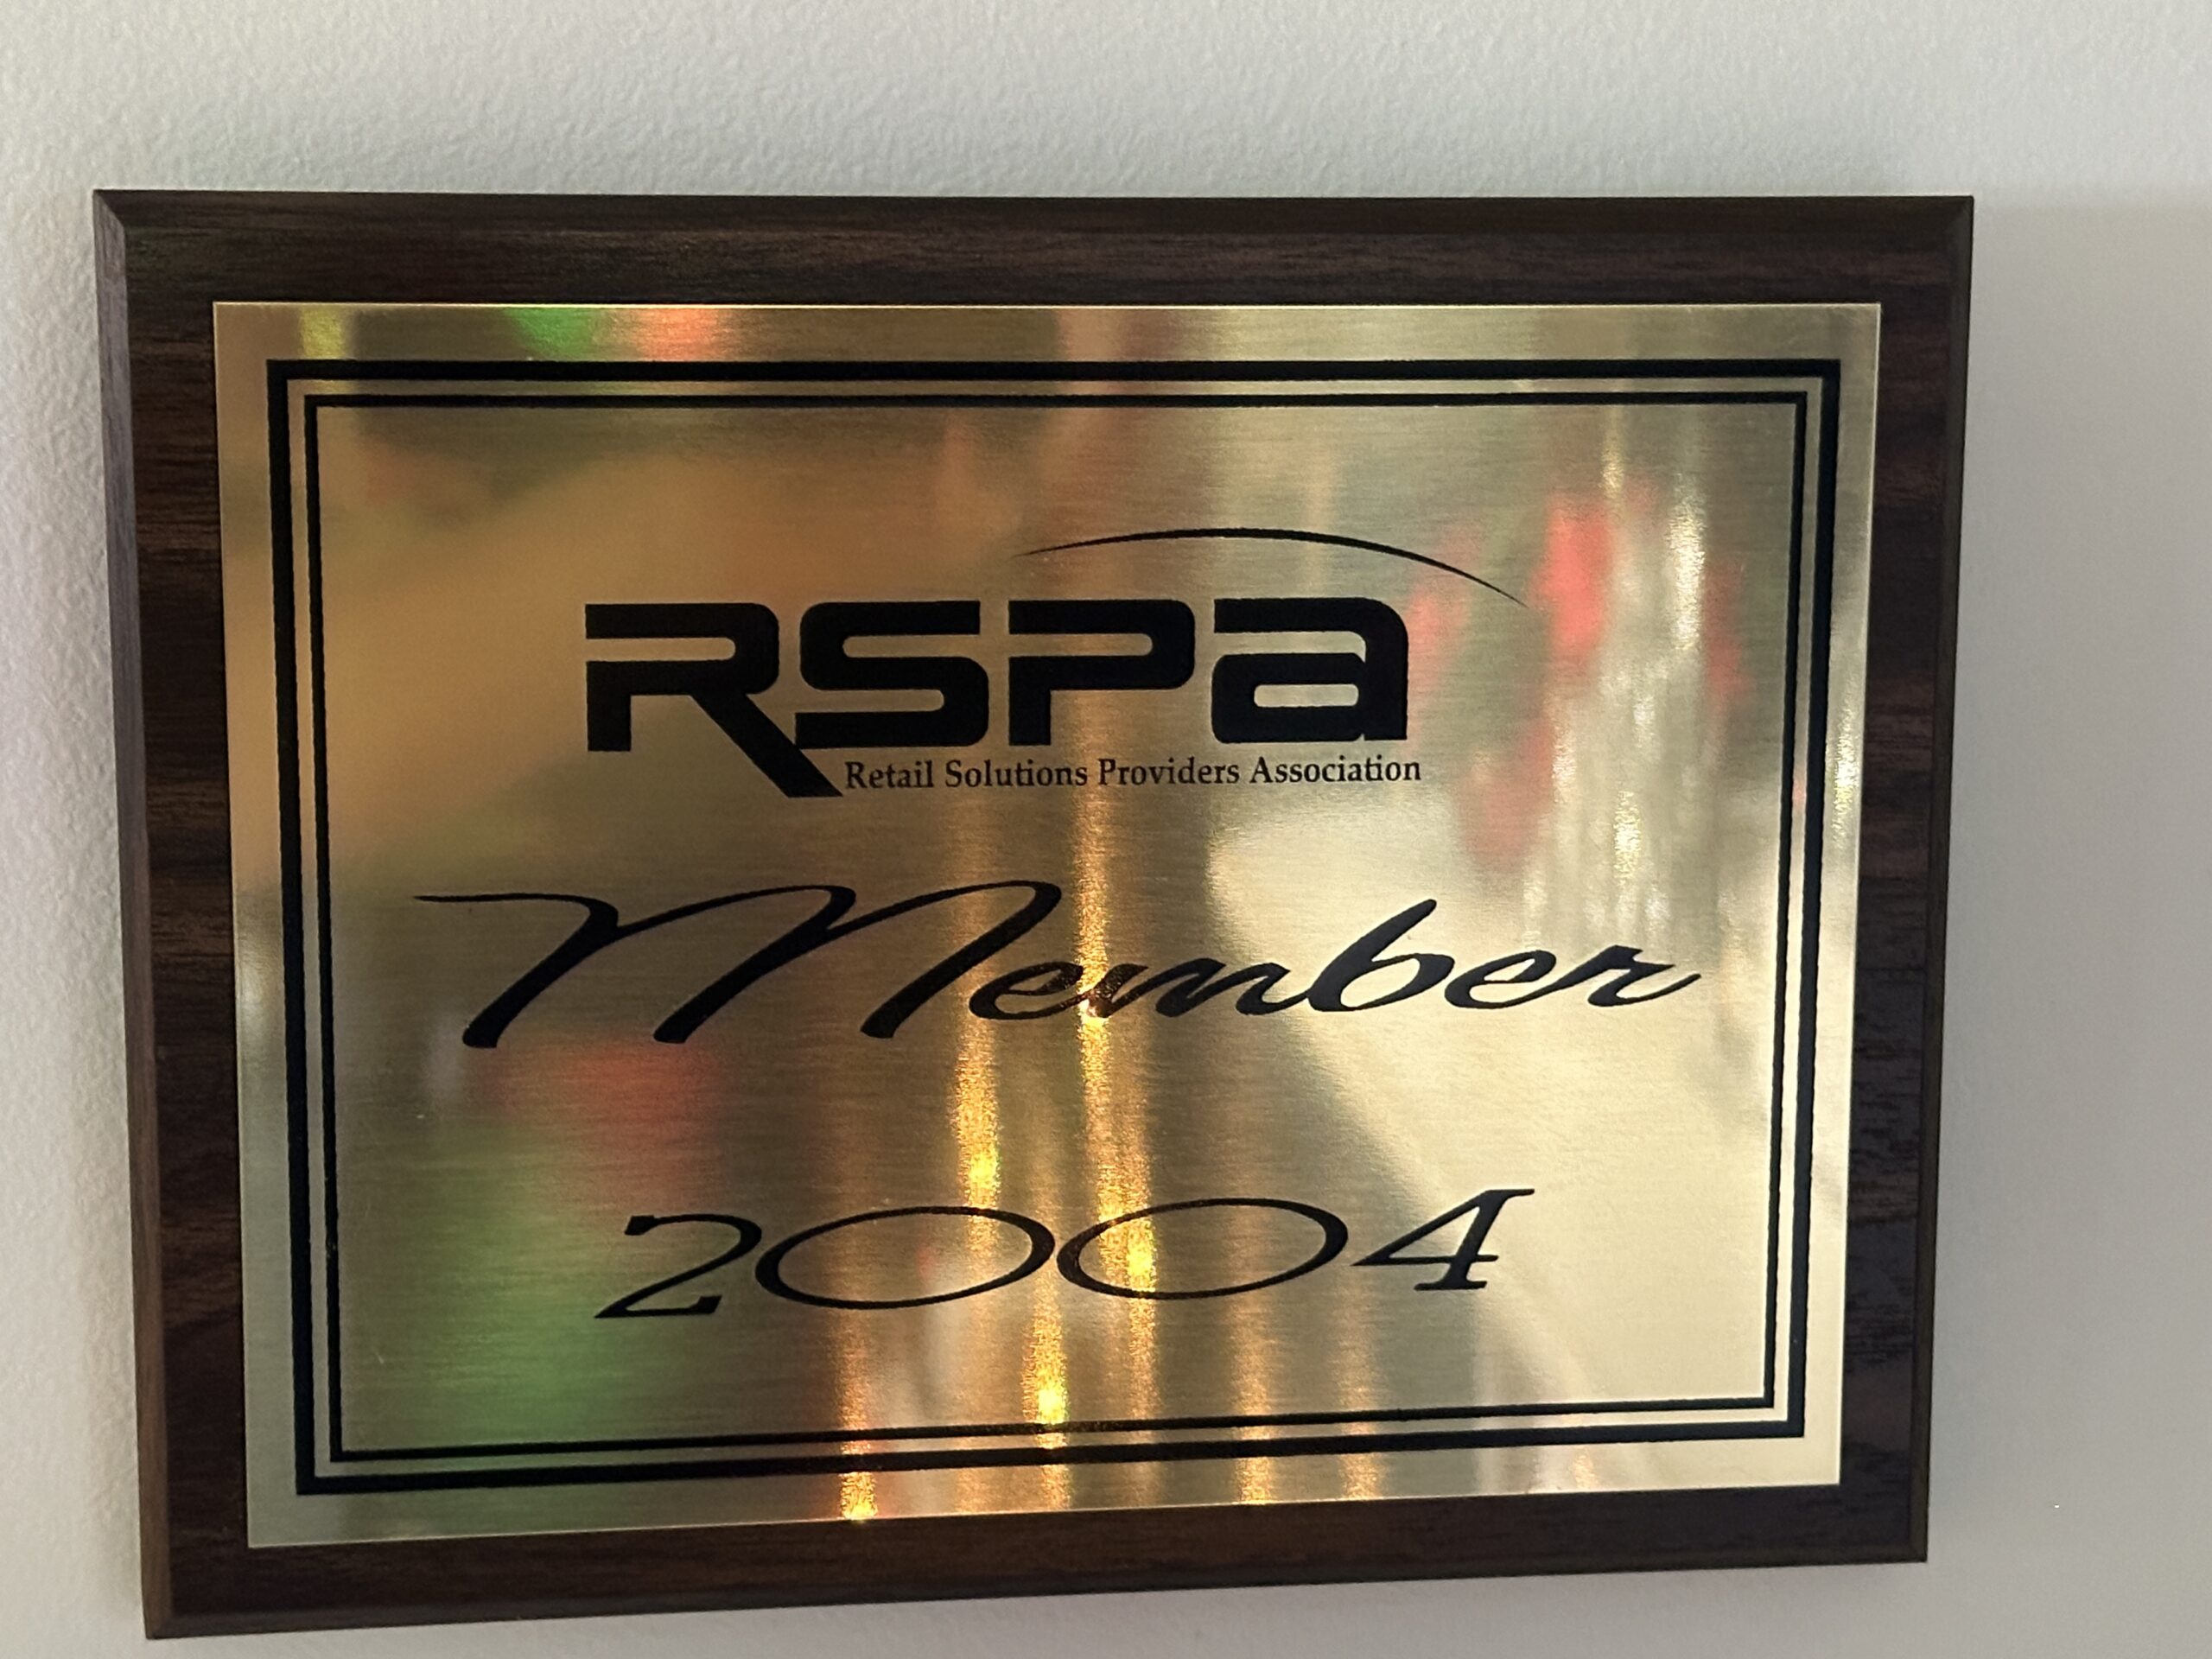 RSPa
Retail Solutions Providers Association
Member
2004